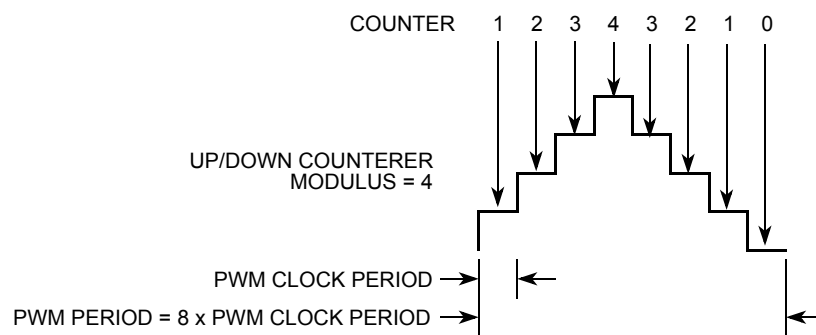 COUNTER 1 2 3 4 3 2 1 0
UP/DOWN COUNTERER
MODULUS = 4
PWM CLOCK PERIOD
PWM PERIOD = 8 x PWM CLOCK PERIOD